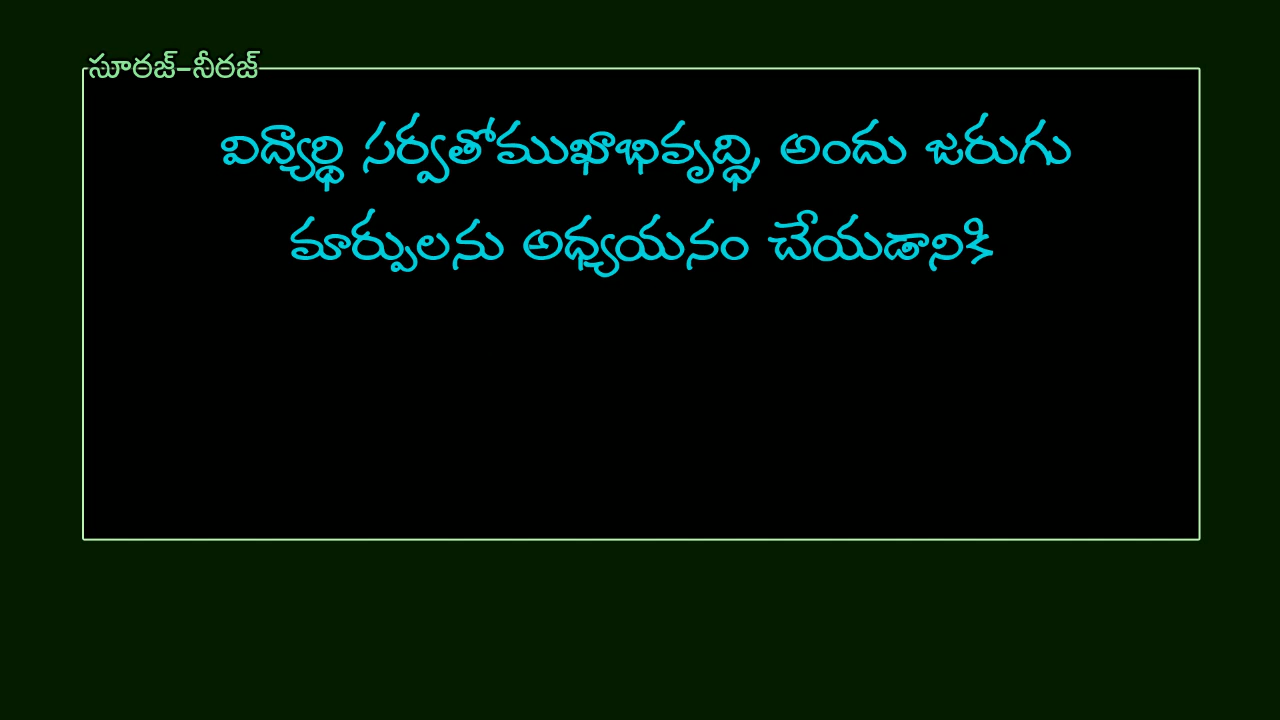 సూరజ్-నీరజ్
విద్యార్థి సర్వతోముఖాభివృద్ధి, అందు జరుగు
మార్పులను అధ్యయనం చేయడానికి